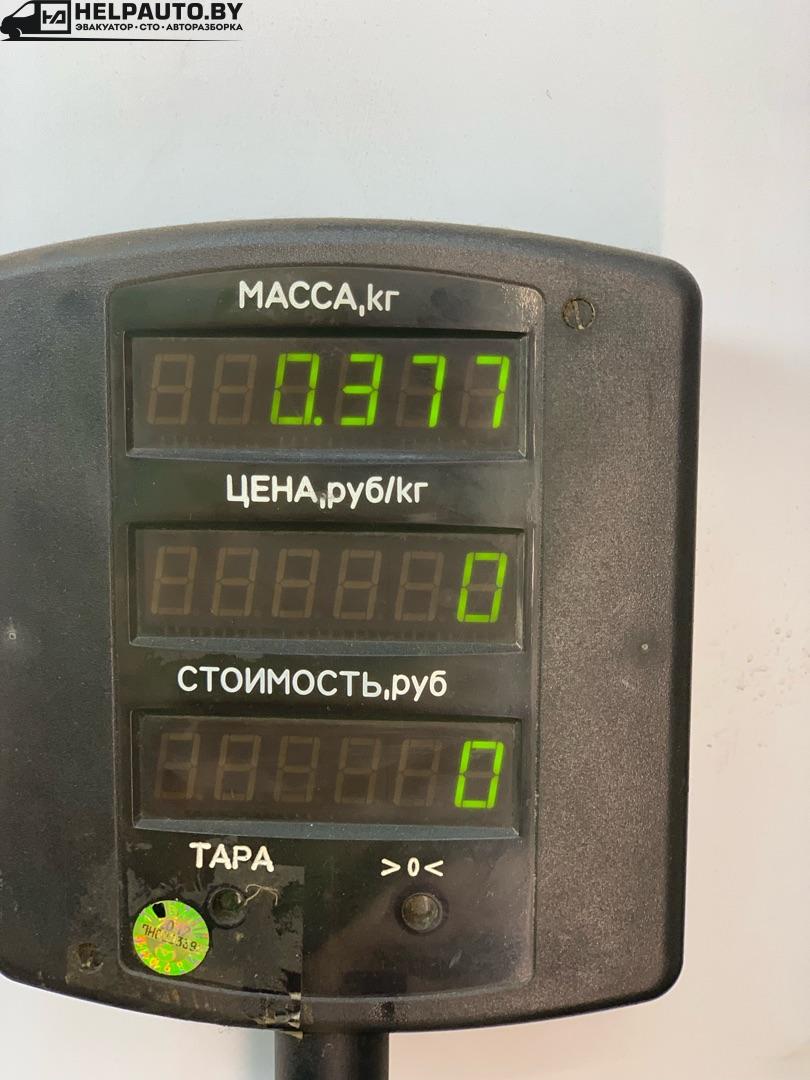 HELPAUTO.BY
ЭВАКУАТОР•СТО•АВТОРАЗБОРКА
МАССА,кг
0.377
ЦЕНА,руб/кг
0
СТОИМОСТЬ,руб
0
ТАРА >0<